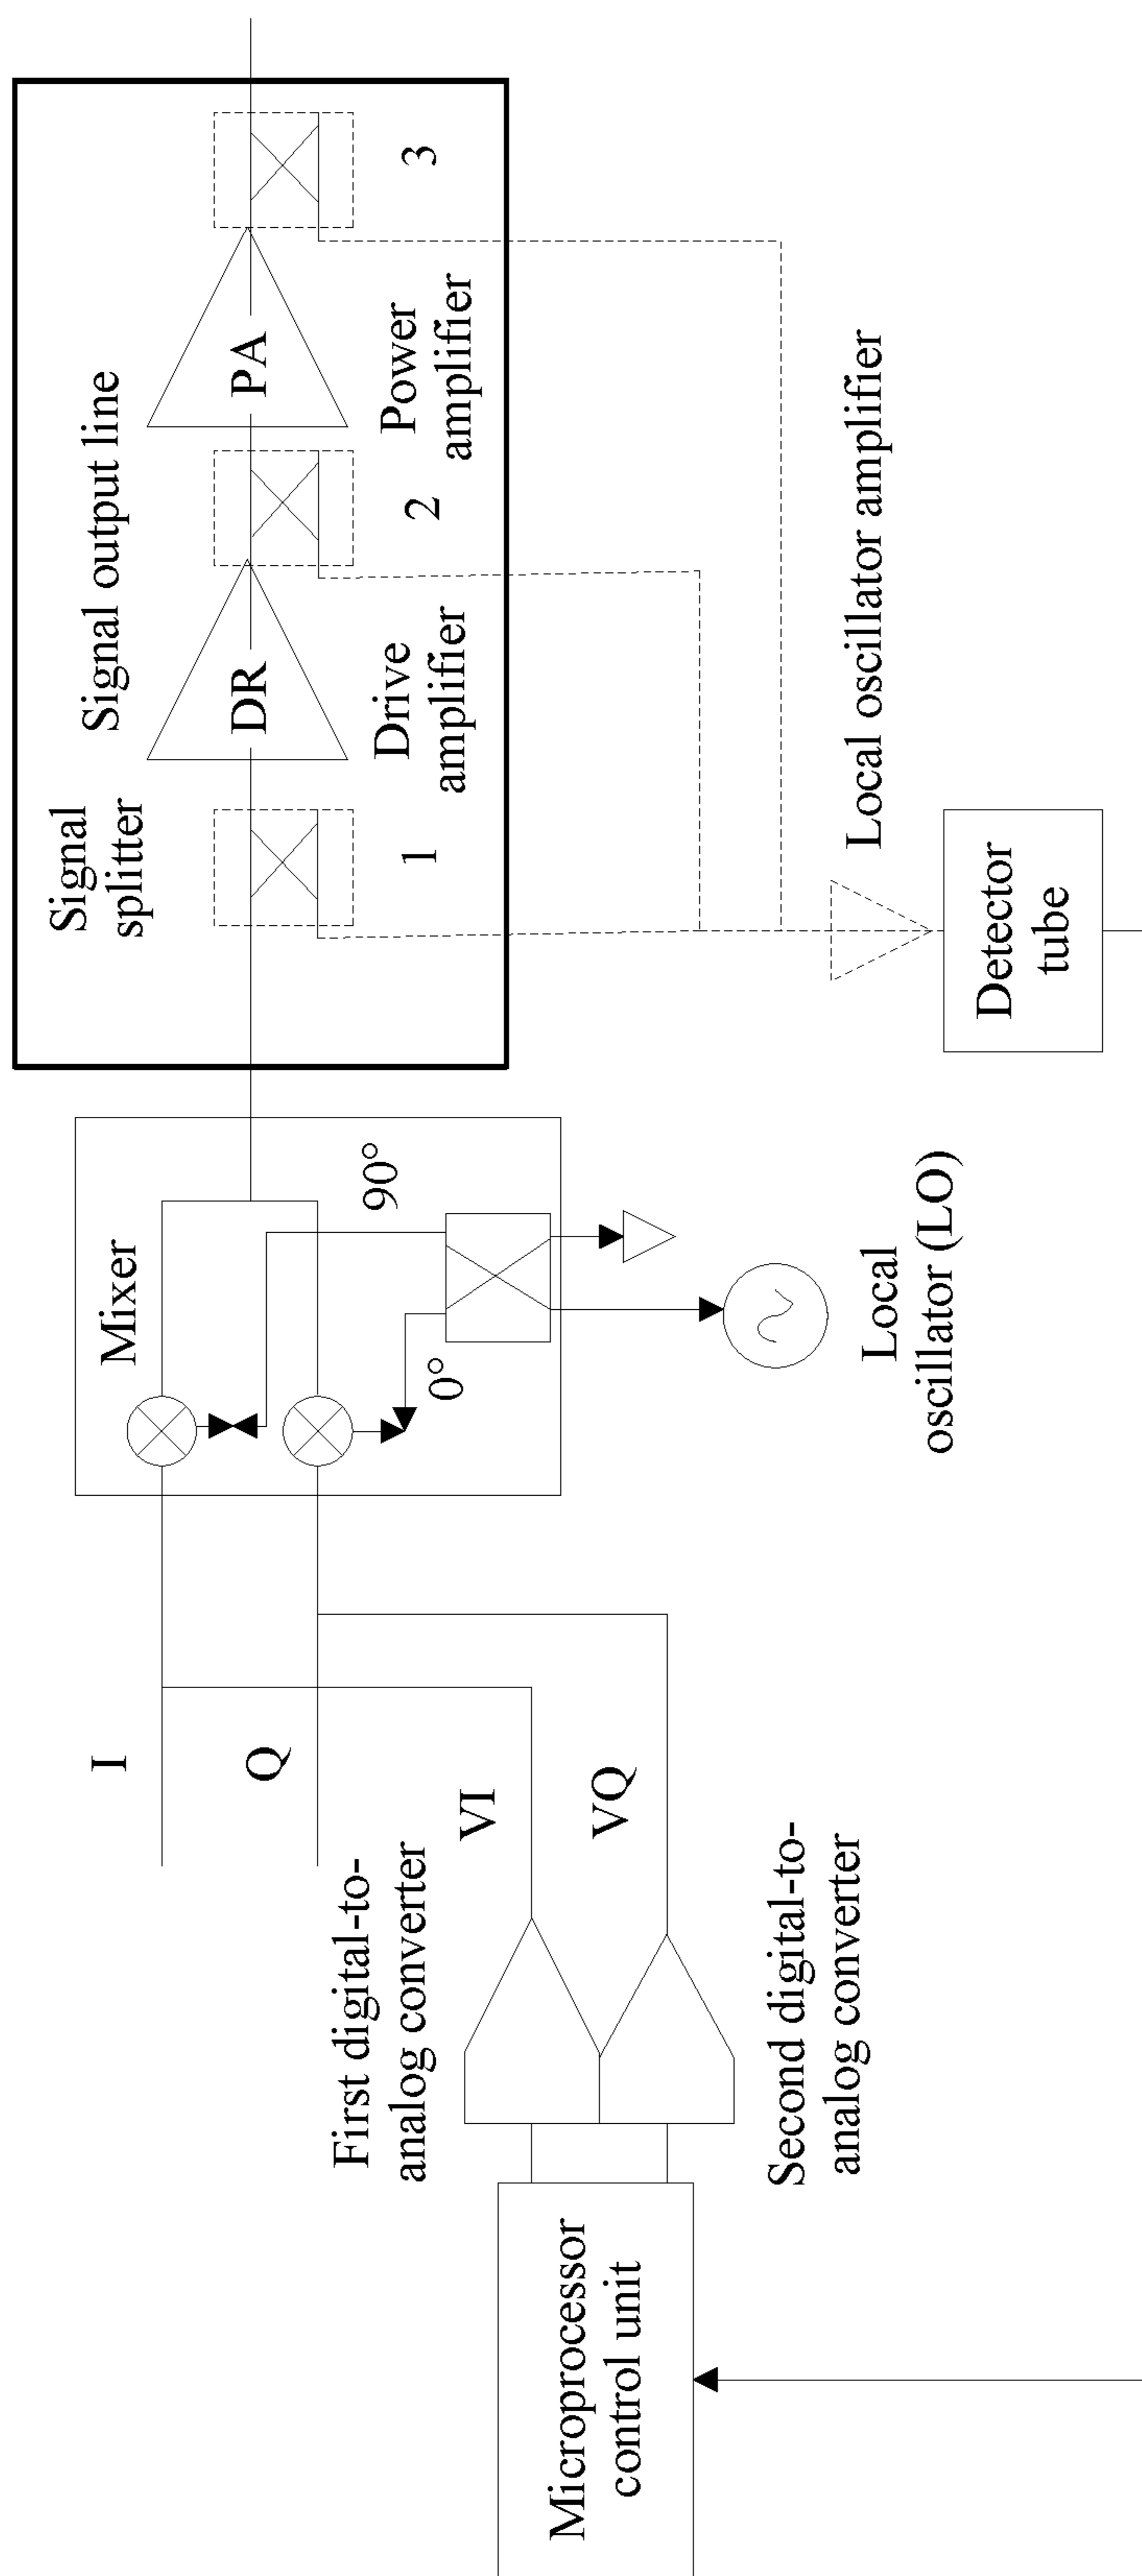 I
Q
First digital-to-
analog converter
VI
VQ
Second digital-to-
analog converter
Microprocessor
control unit
Mixer
0°
90°
Local
oscillator (LO)
Signal
splitter
Signal output line
DR
PA
1
Drive
amplifier
2
Power
amplifier
3
Local oscillator amplifier
Detector
tube